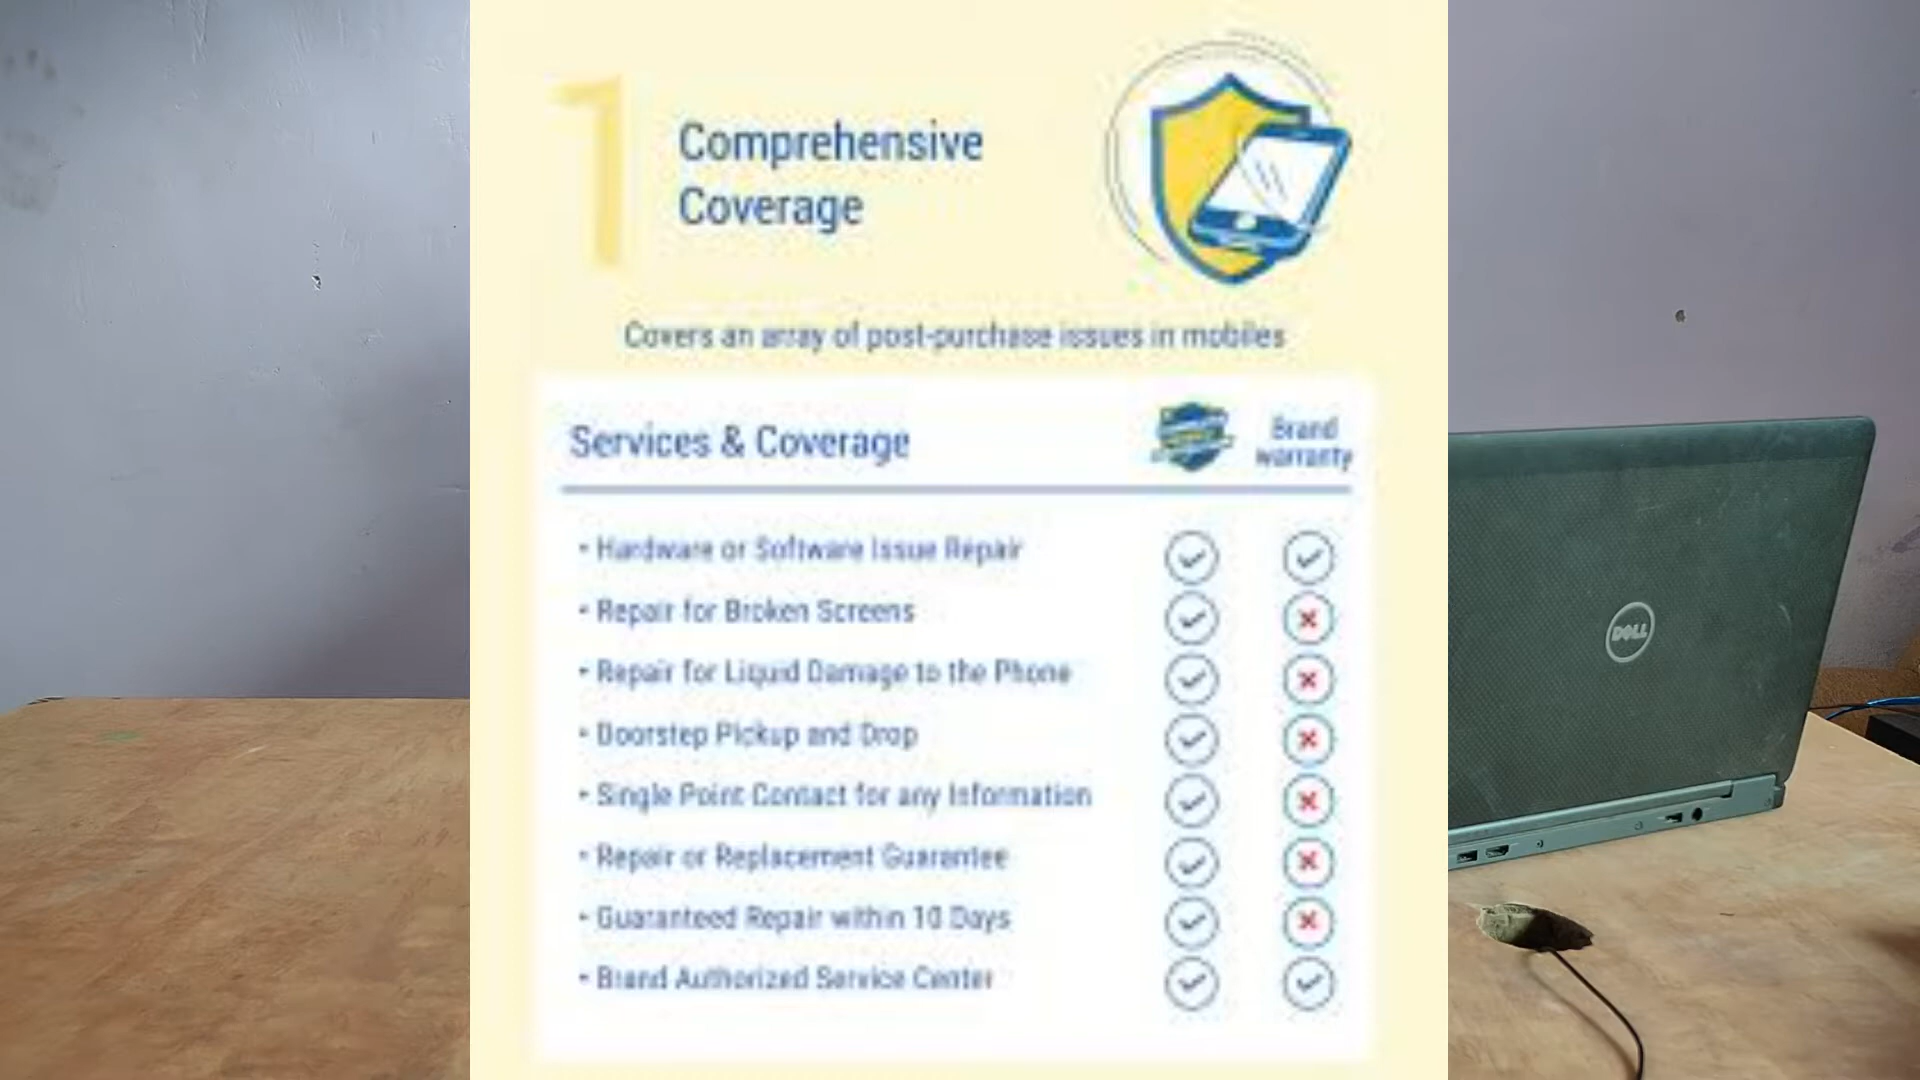 1
Comprehensive
Coverage
Covers an array of post-purchase issues in mobiles
Services & Coverage
Brand
warranty
• Hardware or Software Issue Repair
• Repair for Broken Screens
• Repair for Liquid Damage to the Phone
• Doorstep Pickup and Drop
• Single Point Contact for any Information
• Repair or Replacement Guarantee
• Guaranteed Repair within 10 Days
• Brand Authorized Service Center
DELL